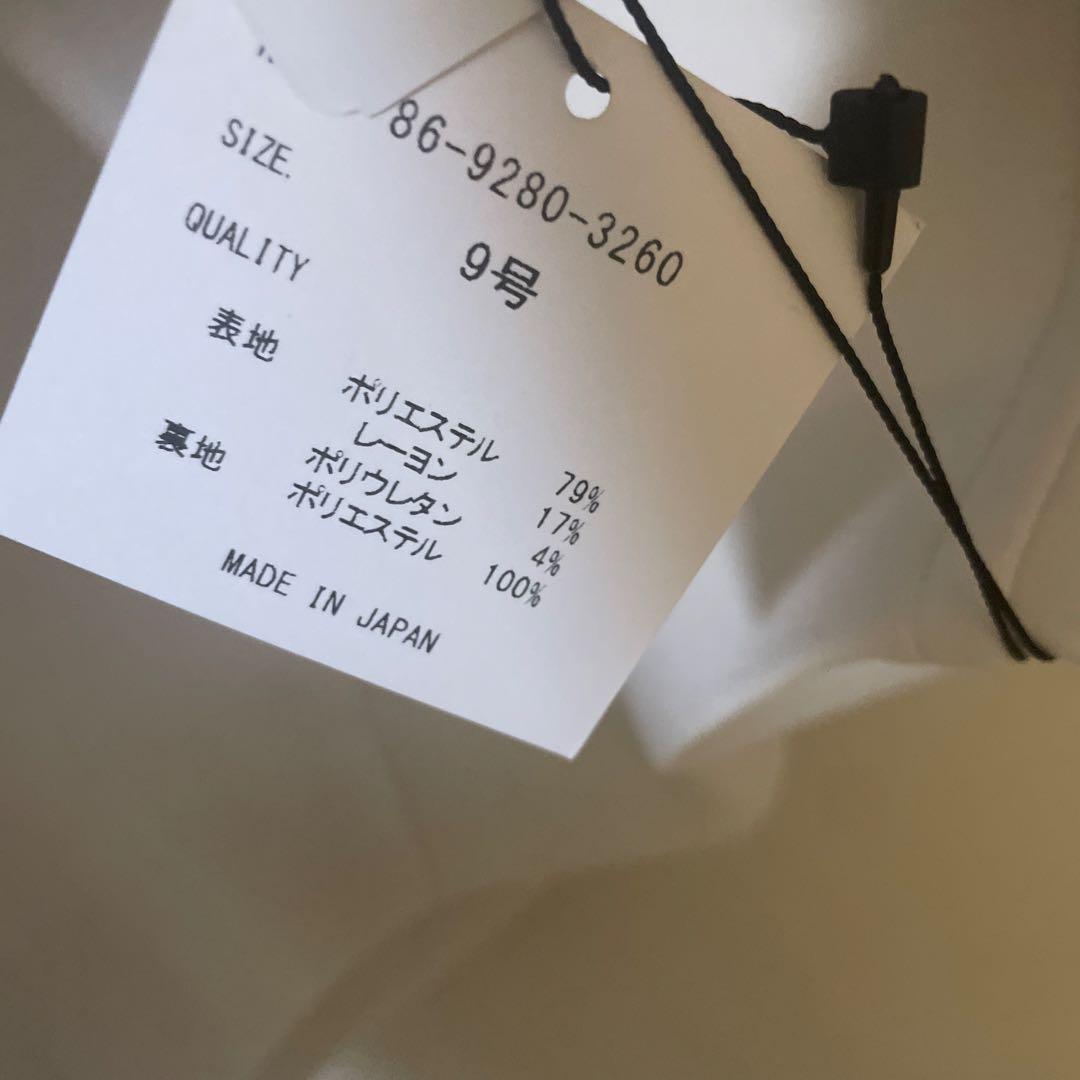 86-9280-3260
SIZE. 9号
QUALITY
表地 ポリエステル 79%
レーヨン 17%
ポリウレタン 4%
裏地 ポリエステル 100%
MADE IN JAPAN